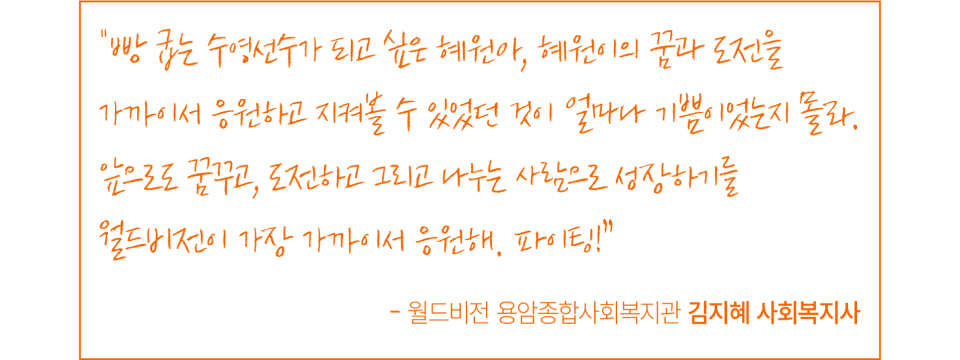 "빵 굽는 수영선수가 되고 싶은 혜원아, 혜원이의 꿈과 도전을
가까이서 응원하고 지켜볼 수 있었던 것이 얼마나 기쁨이었는지 몰라.
앞으로도 꿈꾸고, 도전하고 그리고 나누는 사람으로 성장하기를
월드비전이 가장 가까이서 응원해. 파이팅!"
- 월드비전 용암종합사회복지관 김지혜 사회복지사